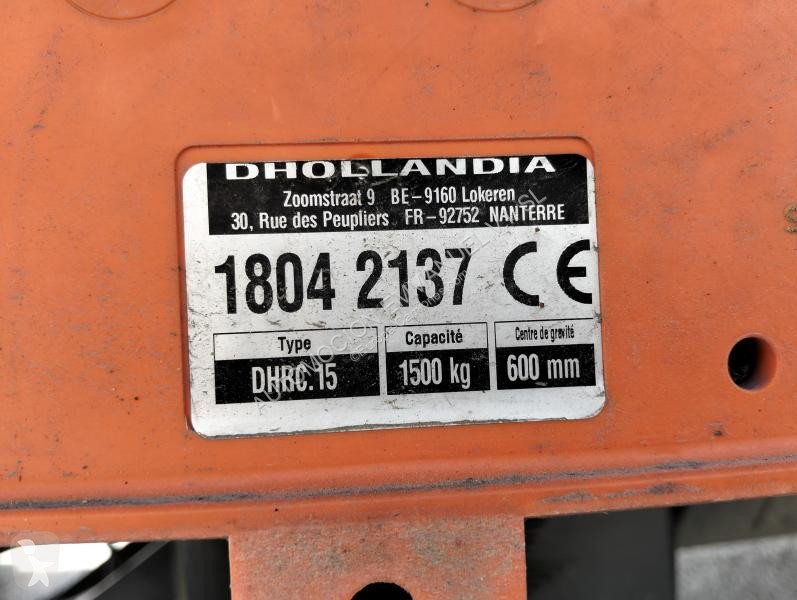 DHOLLANDIA
Zoomstraat 9 BE-9160 Lokeren
30, Rue des Peupliers FR-92752 NANTERRE
1804 2137 CE
Type
DHRC.15
Capacité
1500 kg
Centre de gravité
600 mm